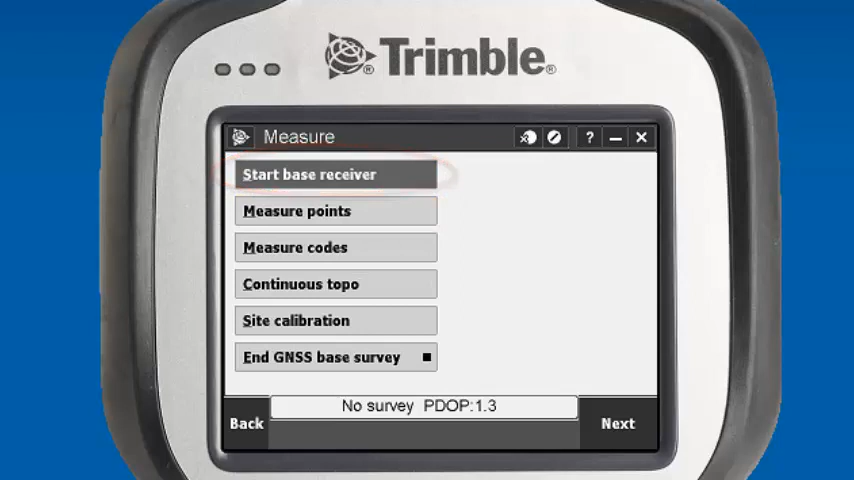 Trimble®
Measure
? – X
Start base receiver
Measure points
Measure codes
Continuous topo
Site calibration
End GNSS base survey
No survey PDOP:1.3
Back
Next